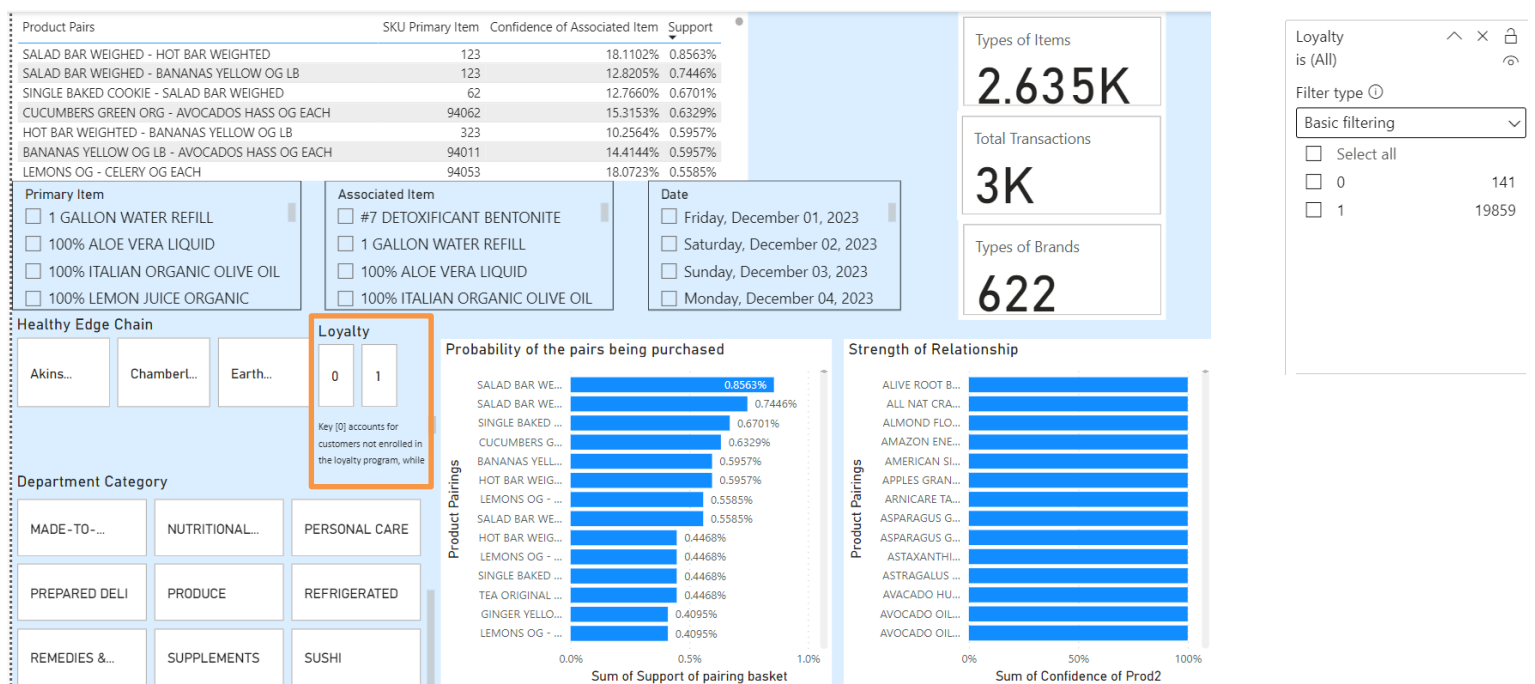 Product Pairs SKU Primary Item Confidence of Associated Item Support
SALAD BAR WEIGHED - HOT BAR WEIGHTED 123 18.1102% 0.8563%
SALAD BAR WEIGHED - BANANAS YELLOW OG LB 123 12.8205% 0.7446%
SINGLE BAKED COOKIE - SALAD BAR WEIGHED 62 12.7660% 0.6701%
CUCUMBERS GREEN ORG - AVOCADOS HASS OG EACH 94062 15.3153% 0.6329%
HOT BAR WEIGHTED - BANANAS YELLOW OG LB 323 10.2564% 0.5957%
BANANAS YELLOW OG LB - AVOCADOS HASS OG EACH 94011 14.4144% 0.5957%
LEMONS OG - CELERY OG EACH 94053 18.0723% 0.5585%
Types of Items
2.635K
Total Transactions
3K
Types of Brands
622
Loyalty
is (All)
Filter type
Basic filtering
Select all
0 141
1 19859
Primary Item
1 GALLON WATER REFILL
100% ALOE VERA LIQUID
100% ITALIAN ORGANIC OLIVE OIL
100% LEMON JUICE ORGANIC
Associated Item
#7 DETOXIFICANT BENTONITE
1 GALLON WATER REFILL
100% ALOE VERA LIQUID
100% ITALIAN ORGANIC OLIVE OIL
Date
Friday, December 01, 2023
Saturday, December 02, 2023
Sunday, December 03, 2023
Monday, December 04, 2023
Healthy Edge Chain
Akins...
Chamberl...
Earth...
Loyalty
0
1
Key [0] accounts for
customers not enrolled in
the loyalty program, while
Department Category
MADE-TO-...
NUTRITIONAL...
PERSONAL CARE
PREPARED DELI
PRODUCE
REFRIGERATED
REMEDIES &...
SUPPLEMENTS
SUSHI
Probability of the pairs being purchased
Product Pairings
SALAD BAR WE... 0.8563%
SALAD BAR WE... 0.7446%
SINGLE BAKED ... 0.6701%
CUCUMBERS G... 0.6329%
BANANAS YELL... 0.5957%
HOT BAR WEIG... 0.5957%
LEMONS OG - ... 0.5585%
SALAD BAR WE... 0.5585%
HOT BAR WEIG... 0.4468%
LEMONS OG - ... 0.4468%
SINGLE BAKED ... 0.4468%
TEA ORIGINAL ... 0.4468%
GINGER YELLO... 0.4095%
LEMONS OG - ... 0.4095%
0.0% 0.5% 1.0%
Sum of Support of pairing basket
Strength of Relationship
Product Pairings
ALIVE ROOT B...
ALL NAT CRA...
ALMOND FLO...
AMAZON ENE...
AMERICAN SI...
APPLES GRAN...
ARNICARE TA...
ASPARAGUS G...
ASPARAGUS G...
ASTAXANTHI...
ASTRAGALUS ...
AVACADO HU...
AVOCADO OIL...
AVOCADO OIL...
0% 50% 100%
Sum of Confidence of Prod2